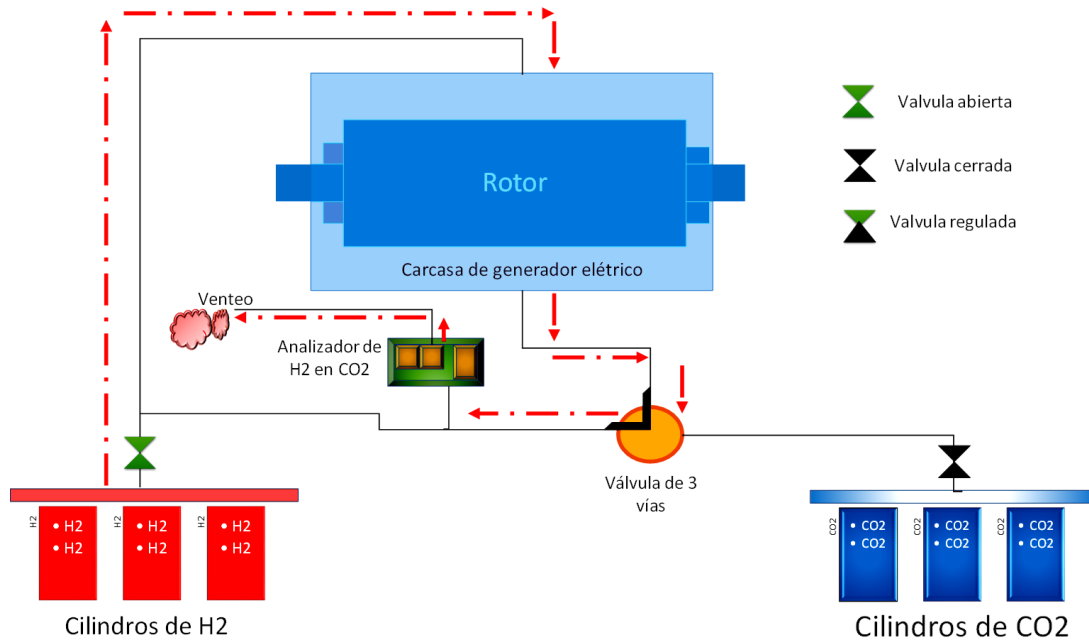 Valvula abierta
Rotor
Valvula cerrada
Valvula regulada
Carcasa de generador elétrico
Venteo
Analizador de
H2 en CO2
Válvula de 3
vías
H2
• H2
• H2
H2
• H2
• H2
H2
• H2
• H2
CO2
• CO2
• CO2
CO2
• CO2
• CO2
CO2
• CO2
• CO2
Cilindros de H2
Cilindros de CO2